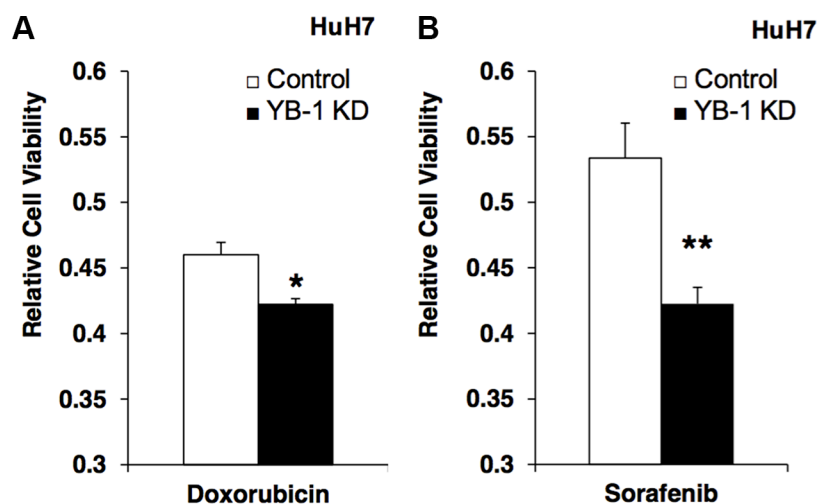 A
HuH7
Relative Cell Viability
0.6
0.55
0.5
0.45
0.4
0.35
0.3
□ Control
■ YB-1 KD
*
Doxorubicin
B
HuH7
Relative Cell Viability
0.6
0.55
0.5
0.45
0.4
0.35
0.3
□ Control
■ YB-1 KD
**
Sorafenib